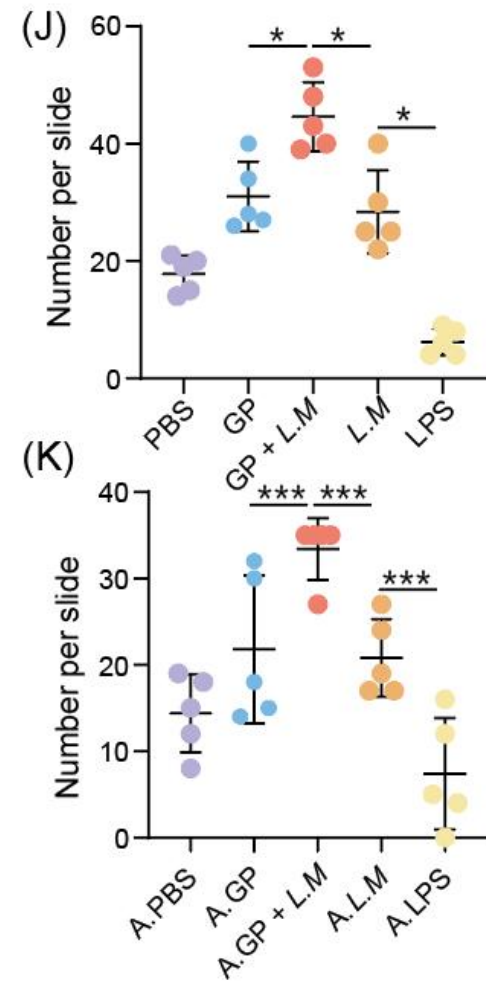 (J)
Number per slide
60
40
20
0
* *
*
PBS
GP
GP + L.M
L.M
LPS
(K)
Number per slide
40
30
20
10
0
*** ***
***
A.PBS
A.GP
A.GP + L.M
A.L.M
A.LPS